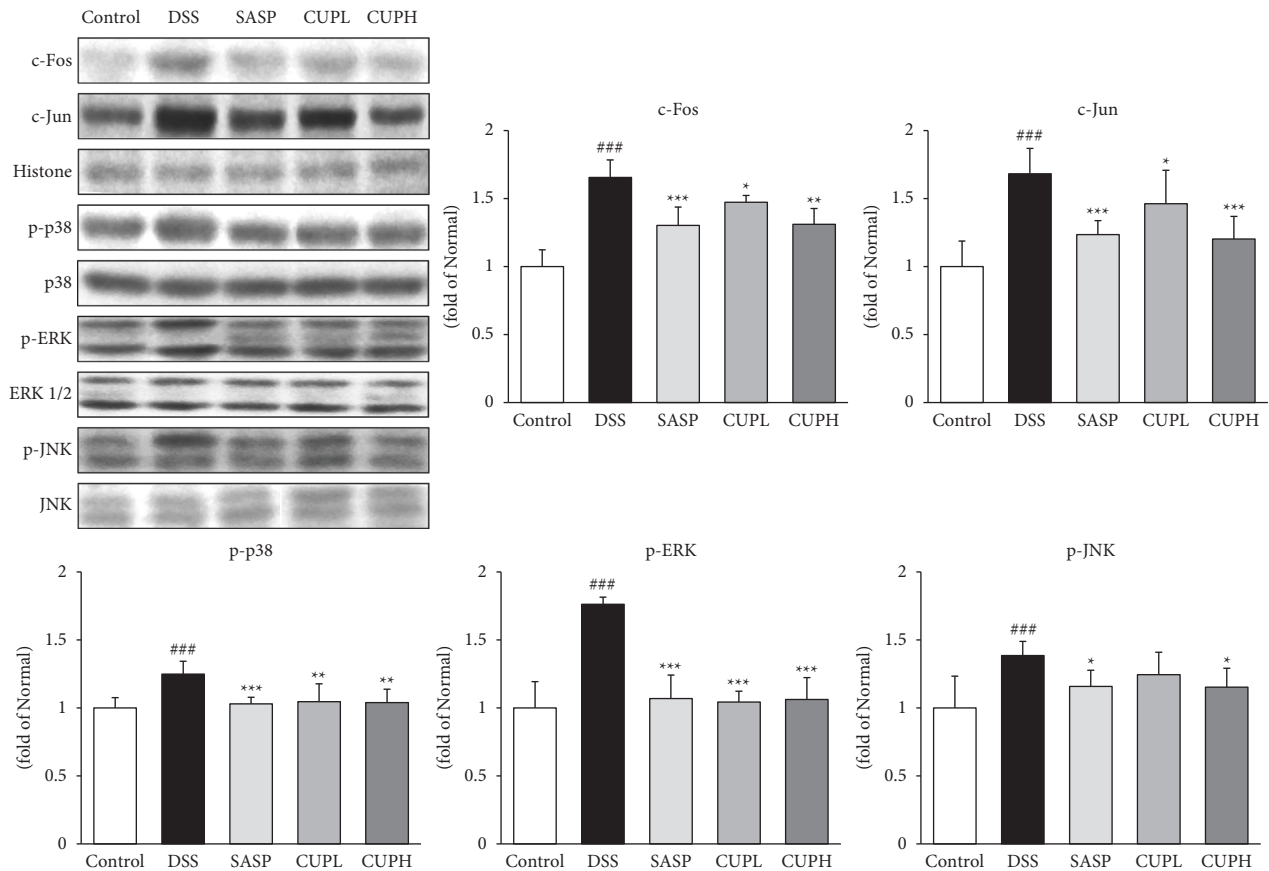 Control DSS SASP CUPL CUPH
c-Fos
c-Jun
Histone
p-p38
p38
p-ERK
ERK 1/2
p-JNK
JNK
c-Fos
2
1.5
1
0.5
0
(fold of Normal)
###
***
*
**
Control DSS SASP CUPL CUPH
c-Jun
2
1.5
1
0.5
0
(fold of Normal)
###
***
*
***
Control DSS SASP CUPL CUPH
p-p38
2
1.5
1
0.5
0
(fold of Normal)
###
***
**
**
Control DSS SASP CUPL CUPH
p-ERK
2
1.5
1
0.5
0
(fold of Normal)
###
***
***
***
Control DSS SASP CUPL CUPH
p-JNK
2
1.5
1
0.5
0
(fold of Normal)
###
*
*
Control DSS SASP CUPL CUPH